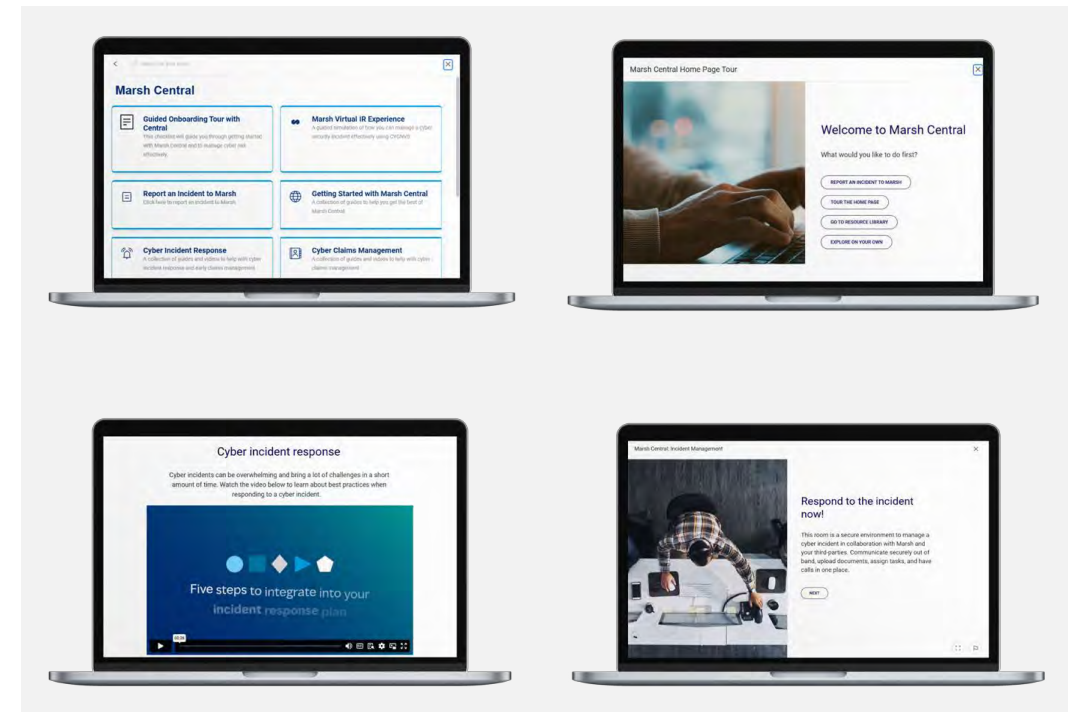 Marsh Central
Guided Onboarding Tour with
Central
This checklist will guide you through getting started
with Marsh Central and to manage cyber risk
effectively.
Marsh Virtual IR Experience
A guided simulation of how you can manage a cyber
security incident effectively using CYGNVS
Report an Incident to Marsh
Click here to report an incident to Marsh.
Getting Started with Marsh Central
A collection of guides to help you get the best of
Marsh Central
Cyber Incident Response
A collection of guides and videos to help with cyber
incident response and early claims management
Cyber Claims Management
A collection of guides and videos to help with cyber
claims management
Marsh Central Home Page Tour
Welcome to Marsh Central
What would you like to do first?
REPORT AN INCIDENT TO MARSH
TOUR THE HOME PAGE
GO TO RESOURCE LIBRARY
EXPLORE ON YOUR OWN
Cyber incident response
Cyber incidents can be overwhelming and bring a lot of challenges in a short
amount of time. Watch the video below to learn about best practices when
responding to a cyber incident.
Five steps to integrate into your
incident response plan
Marsh Central: Incident Management
Respond to the incident
now!
This room is a secure environment to manage a
cyber incident in collaboration with Marsh and
your third-parties. Communicate securely out of
band, upload documents, assign tasks, and have
calls in one place.
NEXT